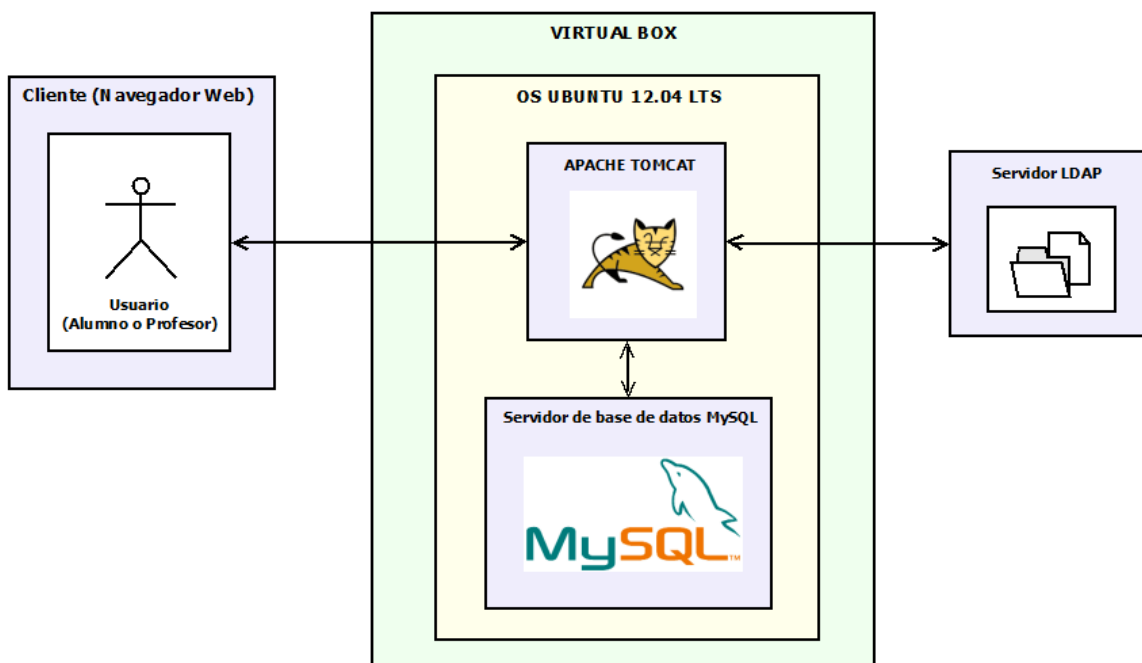 VIRTUAL BOX
Cliente (Navegador Web)
OS UBUNTU 12.04 LTS
APACHE TOMCAT
Servidor LDAP
Usuario
(Alumno o Profesor)
Servidor de base de datos MySQL
MySQL™